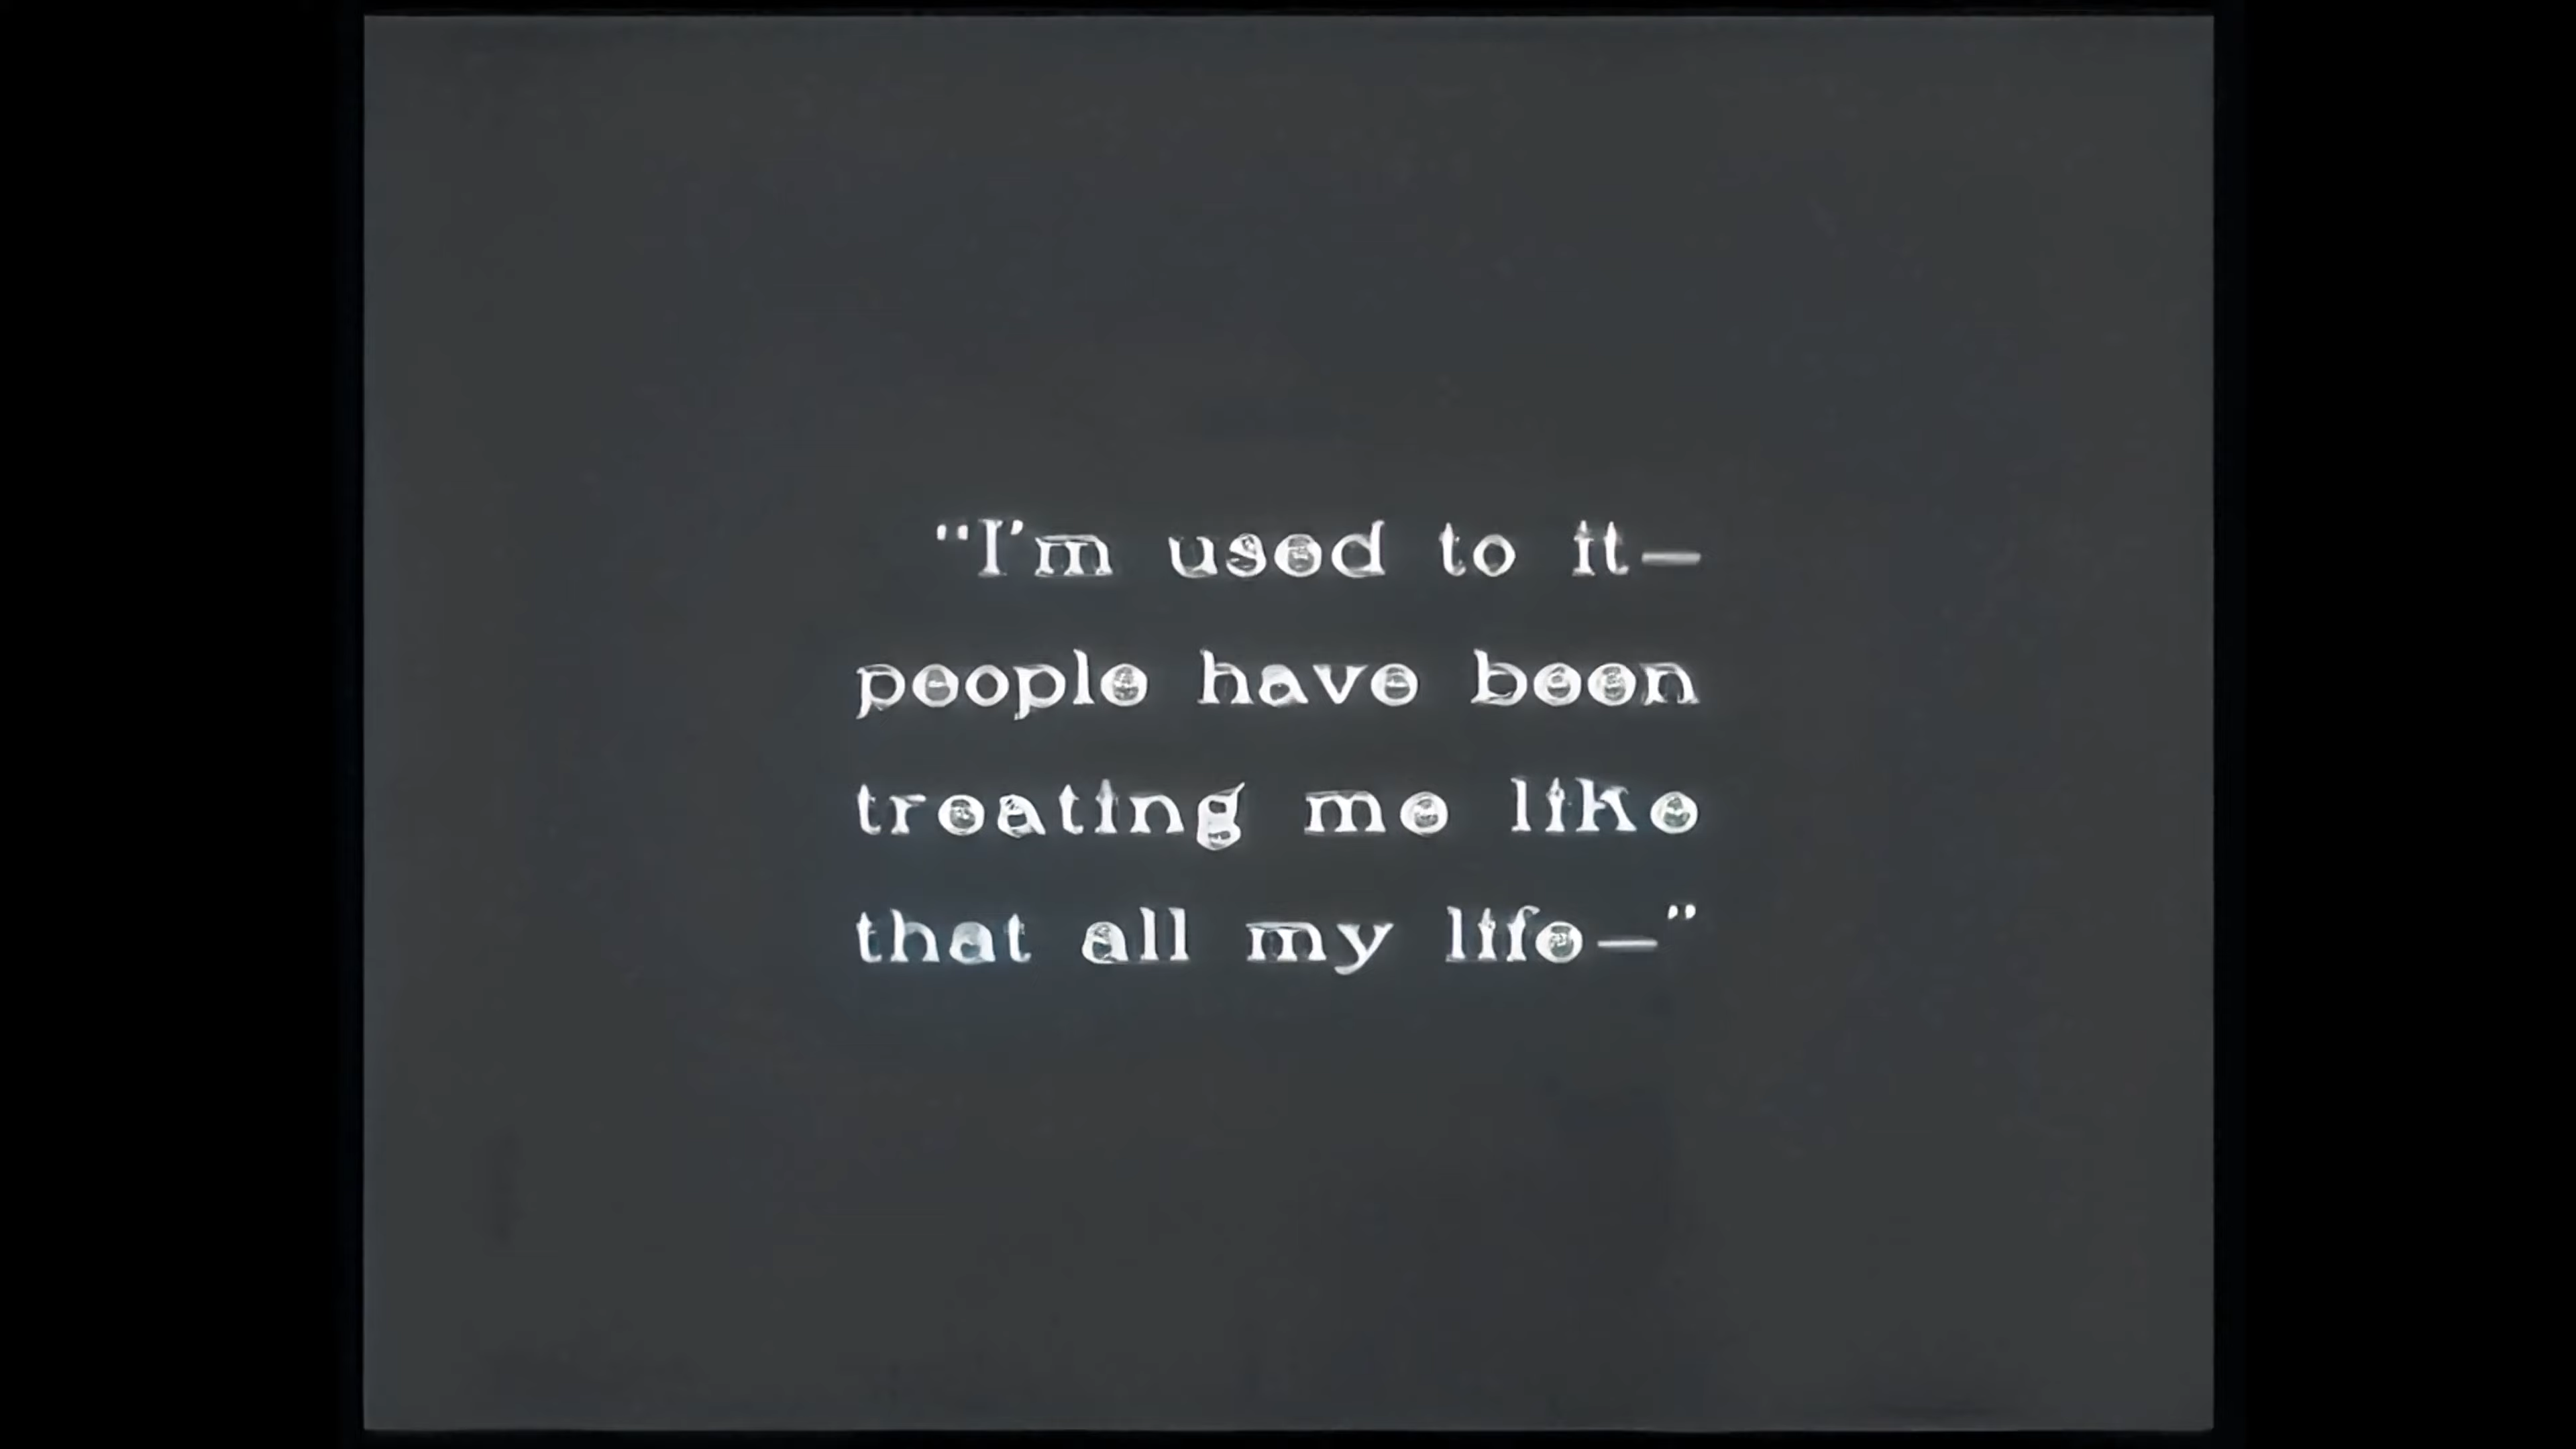 "I'm used to it—
people have been
treating me like
that all my life—"